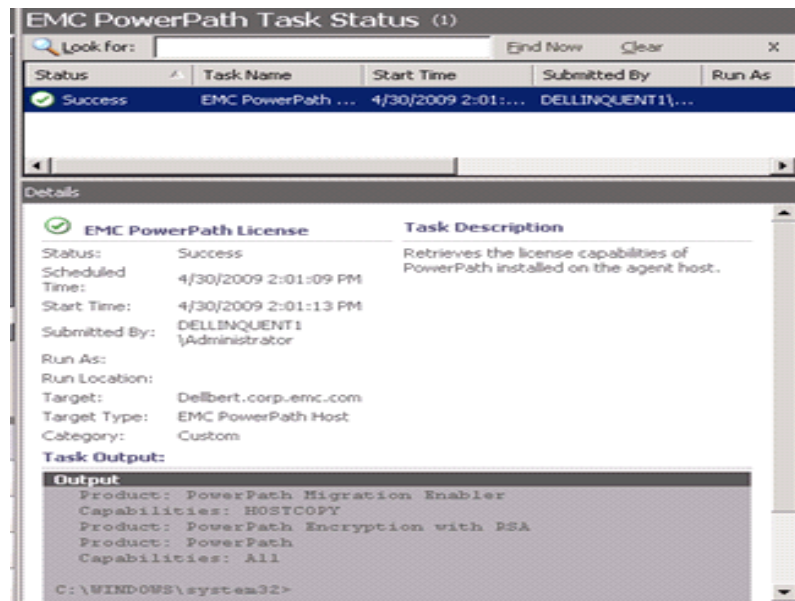 EMC PowerPath Task Status (1)
Look for: Find Now Clear x
Status Task Name Start Time Submitted By Run As
Success EMC PowerPath ... 4/30/2009 2:01:... DELLINQUENT1\...
Details
EMC PowerPath License
Status: Success
Scheduled Time: 4/30/2009 2:01:09 PM
Start Time: 4/30/2009 2:01:13 PM
Submitted By: DELLINQUENT1
\Administrator
Run As:
Run Location:
Target: Dellbert.corp.emc.com
Target Type: EMC PowerPath Host
Category: Custom
Task Description
Retrieves the license capabilities of
PowerPath installed on the agent host.
Task Output:
Output
Product: PowerPath Migration Enabler
Capabilities: HOSTCOPY
Product: PowerPath Encryption with RSA
Product: PowerPath
Capabilities: All
C:\WINDOWS\system32>